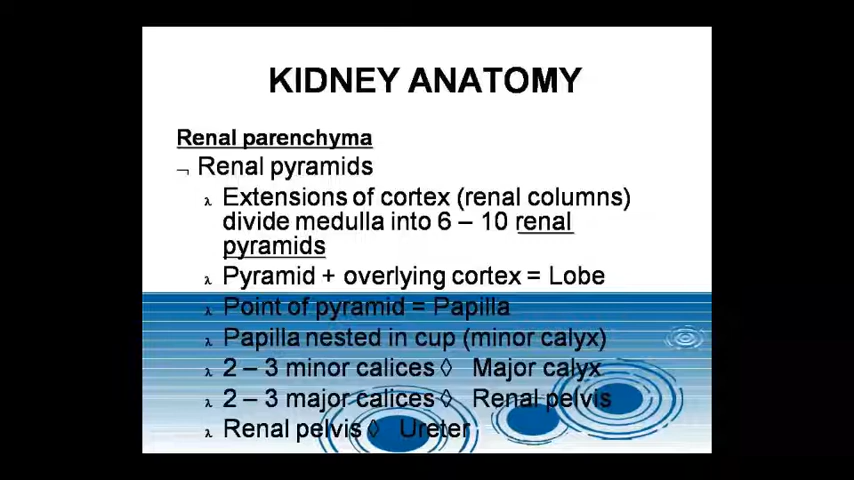 KIDNEY ANATOMY
Renal parenchyma
¬ Renal pyramids
λ Extensions of cortex (renal columns)
divide medulla into 6 – 10 renal
pyramids
λ Pyramid + overlying cortex = Lobe
λ Point of pyramid = Papilla
λ Papilla nested in cup (minor calyx)
λ 2 – 3 minor calices ◊ Major calyx
λ 2 – 3 major calices ◊ Renal pelvis
λ Renal pelvis ◊ Ureter